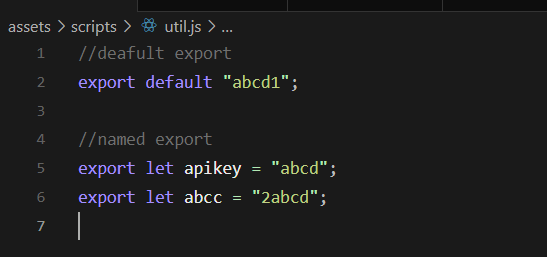 assets > scripts > util.js > ...
1 //deafult export
2 export default "abcd1";
3
4 //named export
5 export let apikey = "abcd";
6 export let abcc = "2abcd";
7